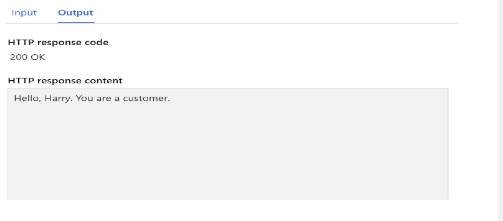 Input Output
HTTP response code
200 OK
HTTP response content
Hello, Harry. You are a customer.